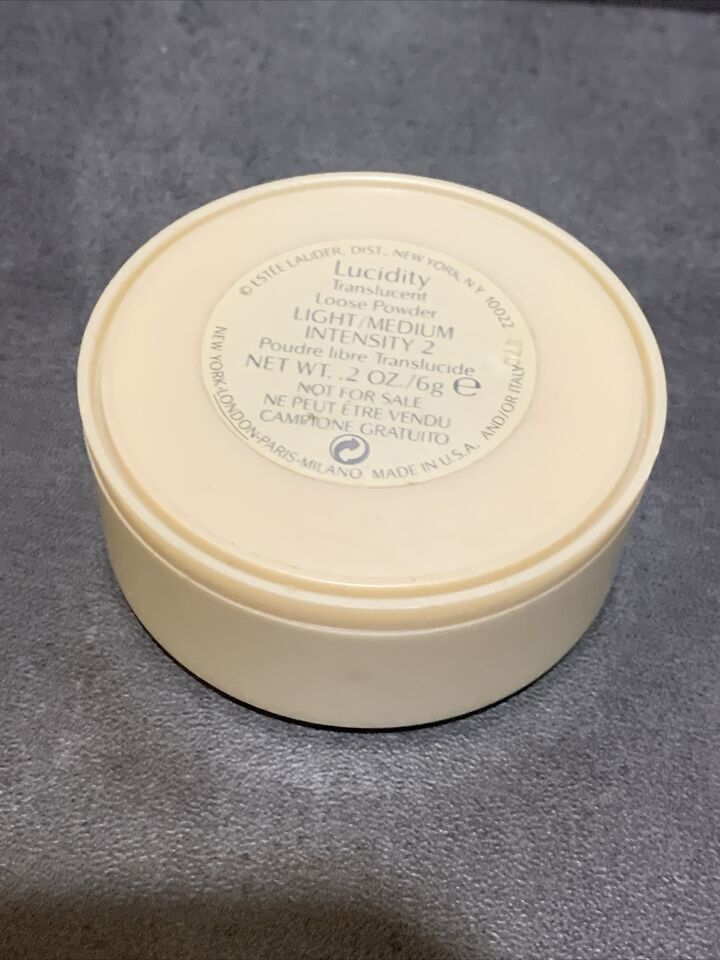 © ESTÉE LAUDER, DIST., NEW YORK, N.Y. 10022
Lucidity
Translucent
Loose Powder
LIGHT/MEDIUM
INTENSITY 2
Poudre libre Translucide
NET WT. .2 OZ./6g e
NOT FOR SALE
NE PEUT ÊTRE VENDU
CAMPIONE GRATUITO
NEW YORK-LONDON-PARIS-MILANO MADE IN U.S.A. AND/OR ITALY